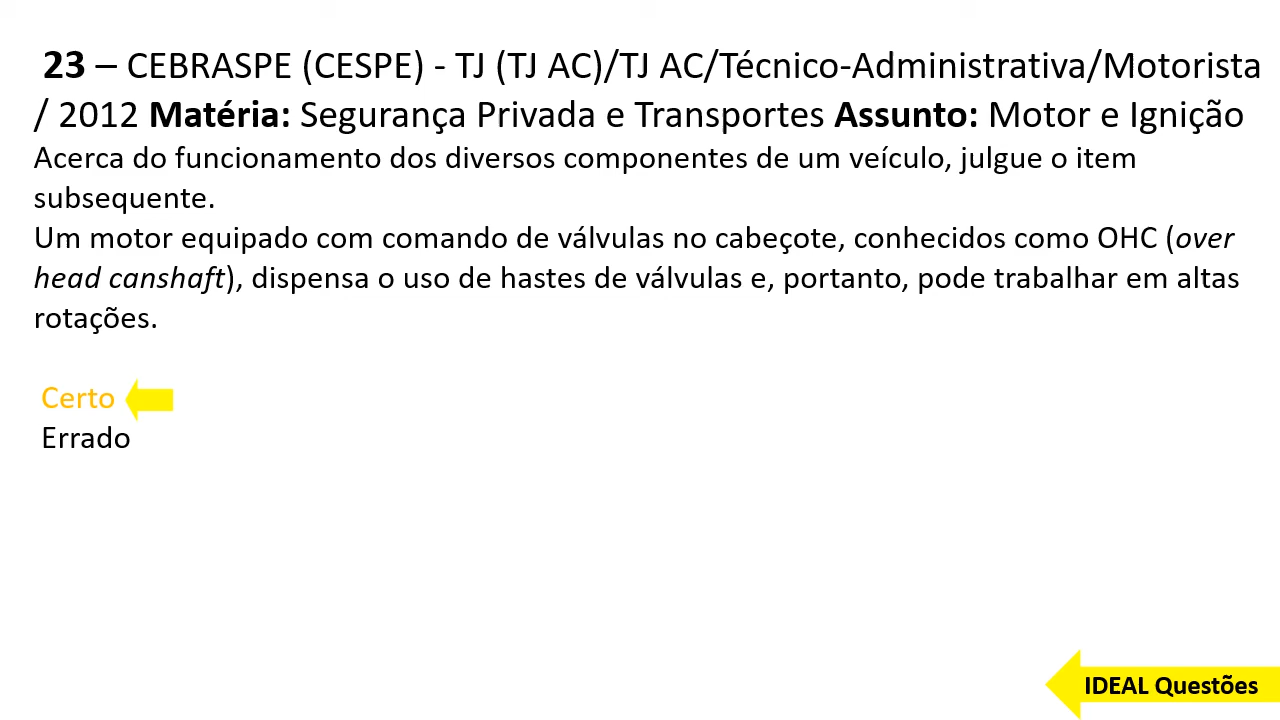 23 – CEBRASPE (CESPE) - TJ (TJ AC)/TJ AC/Técnico-Administrativa/Motorista
/ 2012 Matéria: Segurança Privada e Transportes Assunto: Motor e Ignição
Acerca do funcionamento dos diversos componentes de um veículo, julgue o item
subsequente.
Um motor equipado com comando de válvulas no cabeçote, conhecidos como OHC (over
head canshaft), dispensa o uso de hastes de válvulas e, portanto, pode trabalhar em altas
rotações.
Certo
Errado
IDEAL Questões